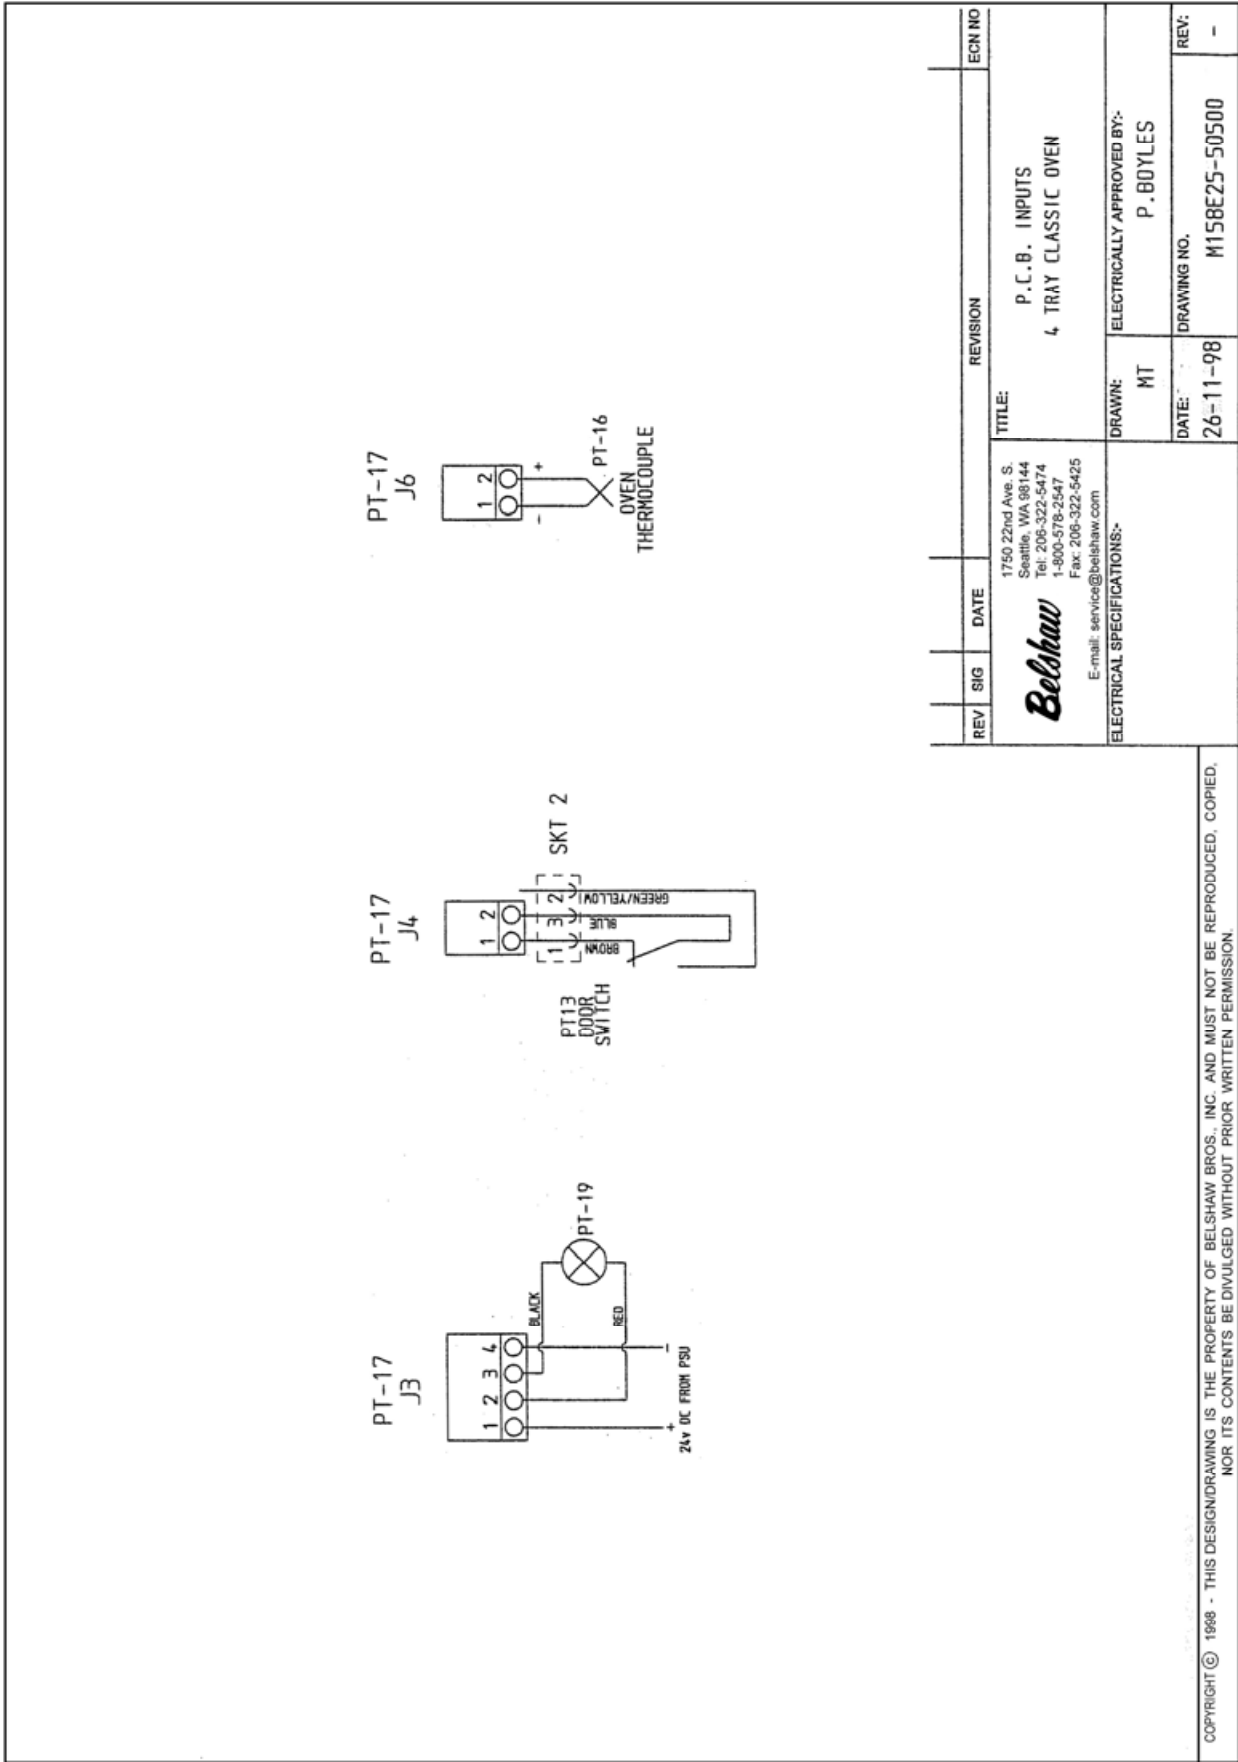 PT-17
J3
1 2 3 4
BLACK
PT-19
RED
+ -
24v DC FROM PSU
PT-17
J4
1 2
1 3 2
SKT 2
BROWN
BLUE
GREEN/YELLOW
PT13
DOOR
SWITCH
PT-17
J6
1 2
- +
PT-16
OVEN
THERMOCOUPLE
REV SIG DATE REVISION ECN NO
Belshaw
1750 22nd Ave. S.
Seattle, WA 98144
Tel: 206-322-5474
1-800-578-2547
Fax: 206-322-5425
E-mail: service@belshaw.com
TITLE:
P.C.B. INPUTS
4 TRAY CLASSIC OVEN
ELECTRICAL SPECIFICATIONS:-
DRAWN:
MT
ELECTRICALLY APPROVED BY:-
P.BOYLES
DATE:
26-11-98
DRAWING NO.
M158E25-50500
REV:
-
COPYRIGHT © 1998 - THIS DESIGN/DRAWING IS THE PROPERTY OF BELSHAW BROS., INC. AND MUST NOT BE REPRODUCED, COPIED,
NOR ITS CONTENTS BE DIVULGED WITHOUT PRIOR WRITTEN PERMISSION.